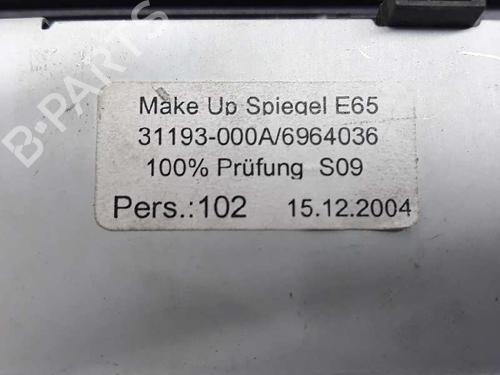 B-PARTS
Make Up Spiegel E65
31193-000A/6964036
100% Prüfung S09
Pers.:102 15.12.2004